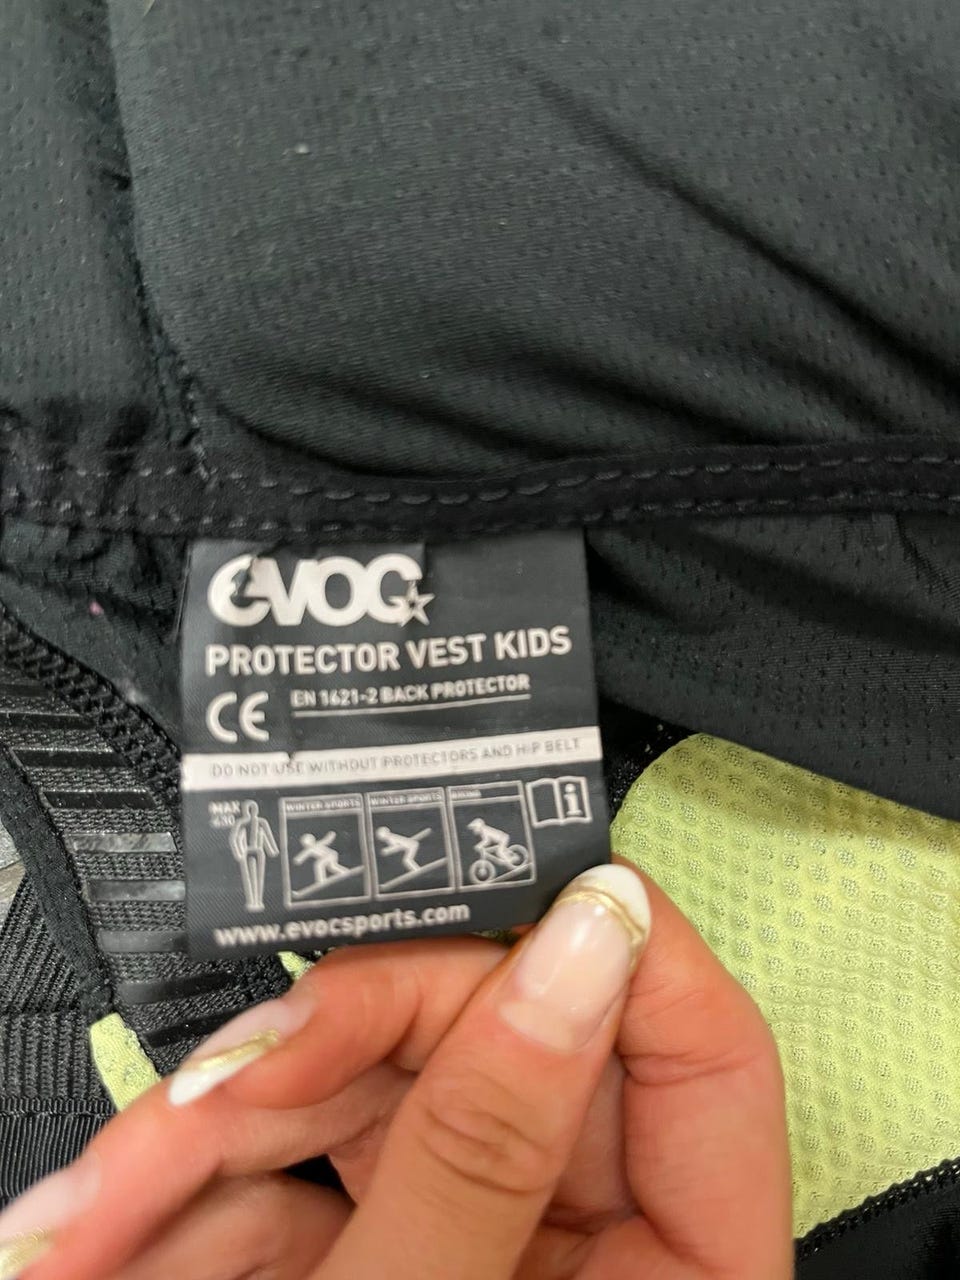 evoc
PROTECTOR VEST KIDS
CE EN 1621-2 BACK PROTECTOR
DO NOT USE WITHOUT PROTECTORS AND HIP BELT
MAX
430
WINTER SPORTS WINTER SPORTS BIKING
i
www.evocsports.com